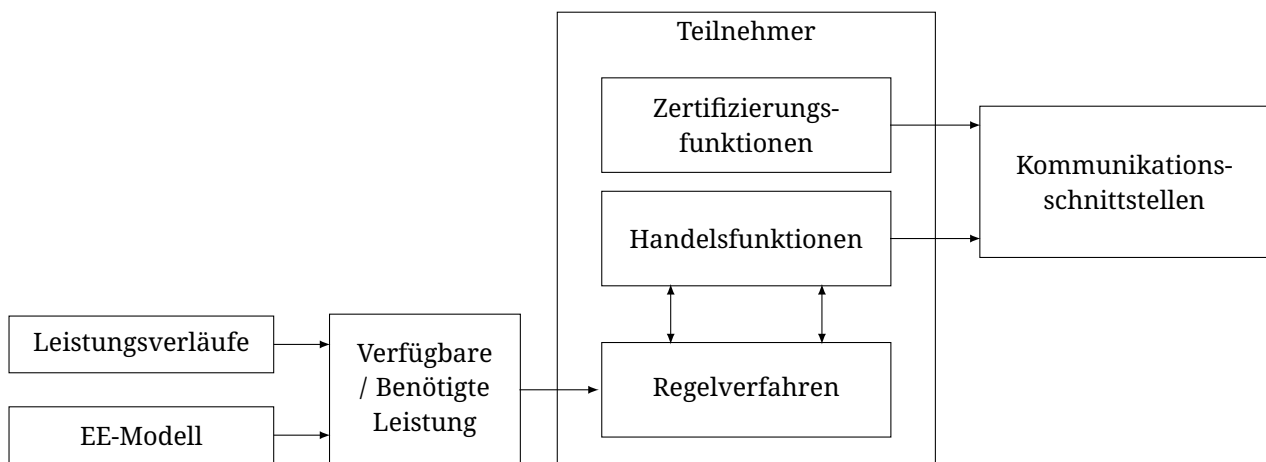 Teilnehmer
Zertifizierungs-
funktionen
Kommunikations-
schnittstellen
Handelsfunktionen
Leistungsverläufe
Verfügbare
/ Benötigte
Leistung
Regelverfahren
EE-Modell